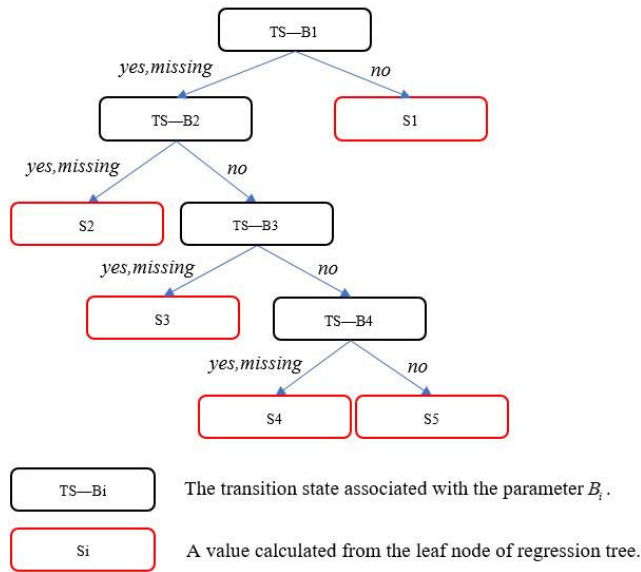 TS—B1
yes,missing
no
TS—B2
S1
yes,missing
no
S2
TS—B3
yes,missing
no
S3
TS—B4
yes,missing
no
S4
S5
TS—Bi
The transition state associated with the parameter Bi .
Si
A value calculated from the leaf node of regression tree.